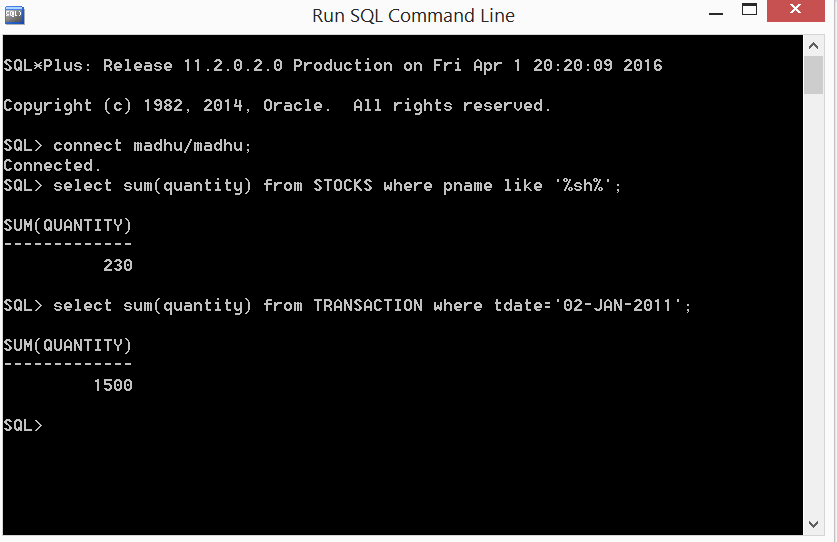 SQL>
Run SQL Command Line
SQL*Plus: Release 11.2.0.2.0 Production on Fri Apr 1 20:20:09 2016
Copyright (c) 1982, 2014, Oracle.  All rights reserved.
SQL> connect madhu/madhu;
Connected.
SQL> select sum(quantity) from STOCKS where pname like '%sh%';
SUM(QUANTITY)
-------------
230
SQL> select sum(quantity) from TRANSACTION where tdate='02-JAN-2011';
SUM(QUANTITY)
-------------
1500
SQL>